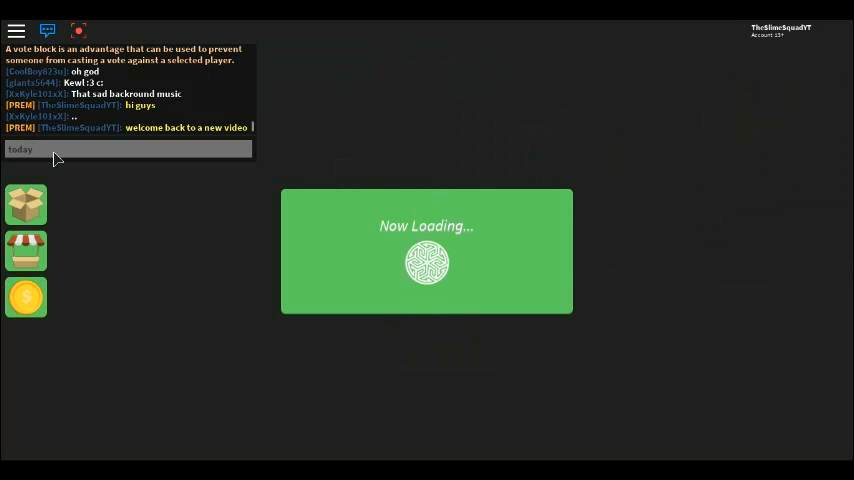 TheSlimeSquadYT
Account: 13+
A vote block is an advantage that can be used to prevent
someone from casting a vote against a selected player.
[CoolBoy623u]: oh god
[giants5644]: Kewl :3 c:
[XxKyle101xX]: That sad backround music
[PREM] [TheSlimeSquadYT]: hi guys
[XxKyle101xX]: ..
[PREM] [TheSlimeSquadYT]: welcome back to a new video
today
Now Loading...